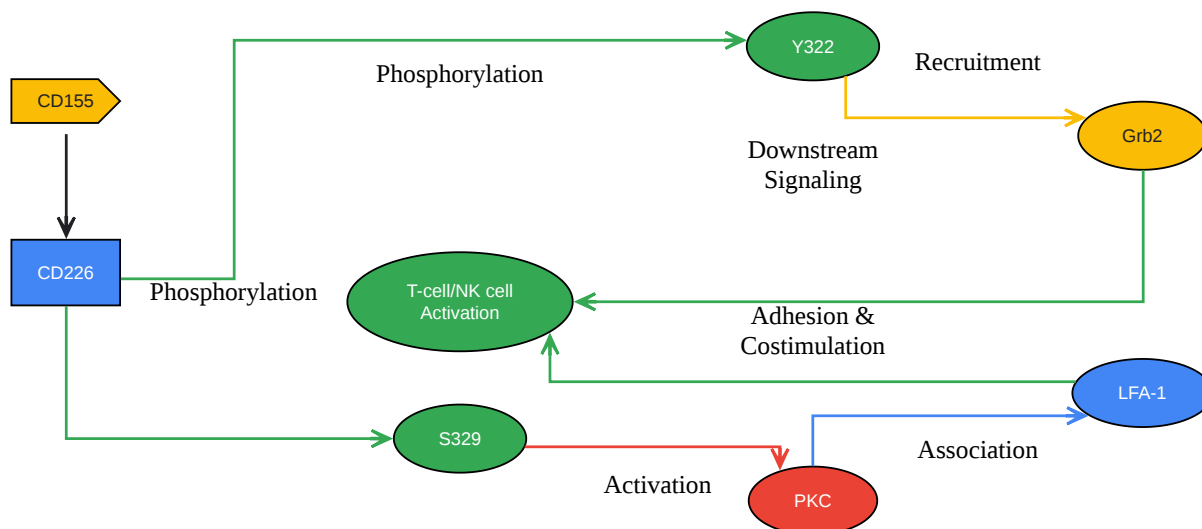 Y322
Recruitment
Phosphorylation
CD155
Grb2
Downstream
Signaling
CD226
Phosphorylation
T-cell/NK cell
Activation
Adhesion &
Costimulation
LFA-1
S329
Association
Activation
PKC